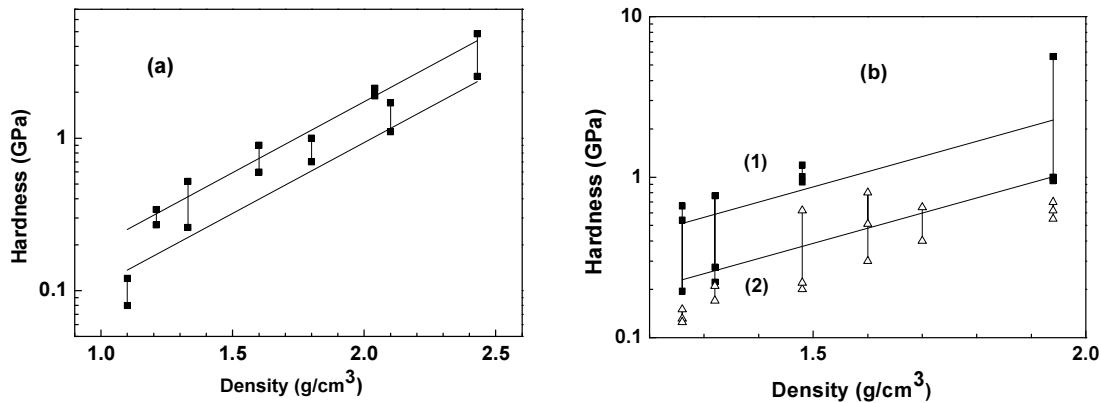 (a)
1
0.1
Hardness (GPa)
1.0 1.5 2.0 2.5
Density (g/cm³)
(b)
10
1
0.1
Hardness (GPa)
(1)
(2)
1.5 2.0
Density (g/cm³)